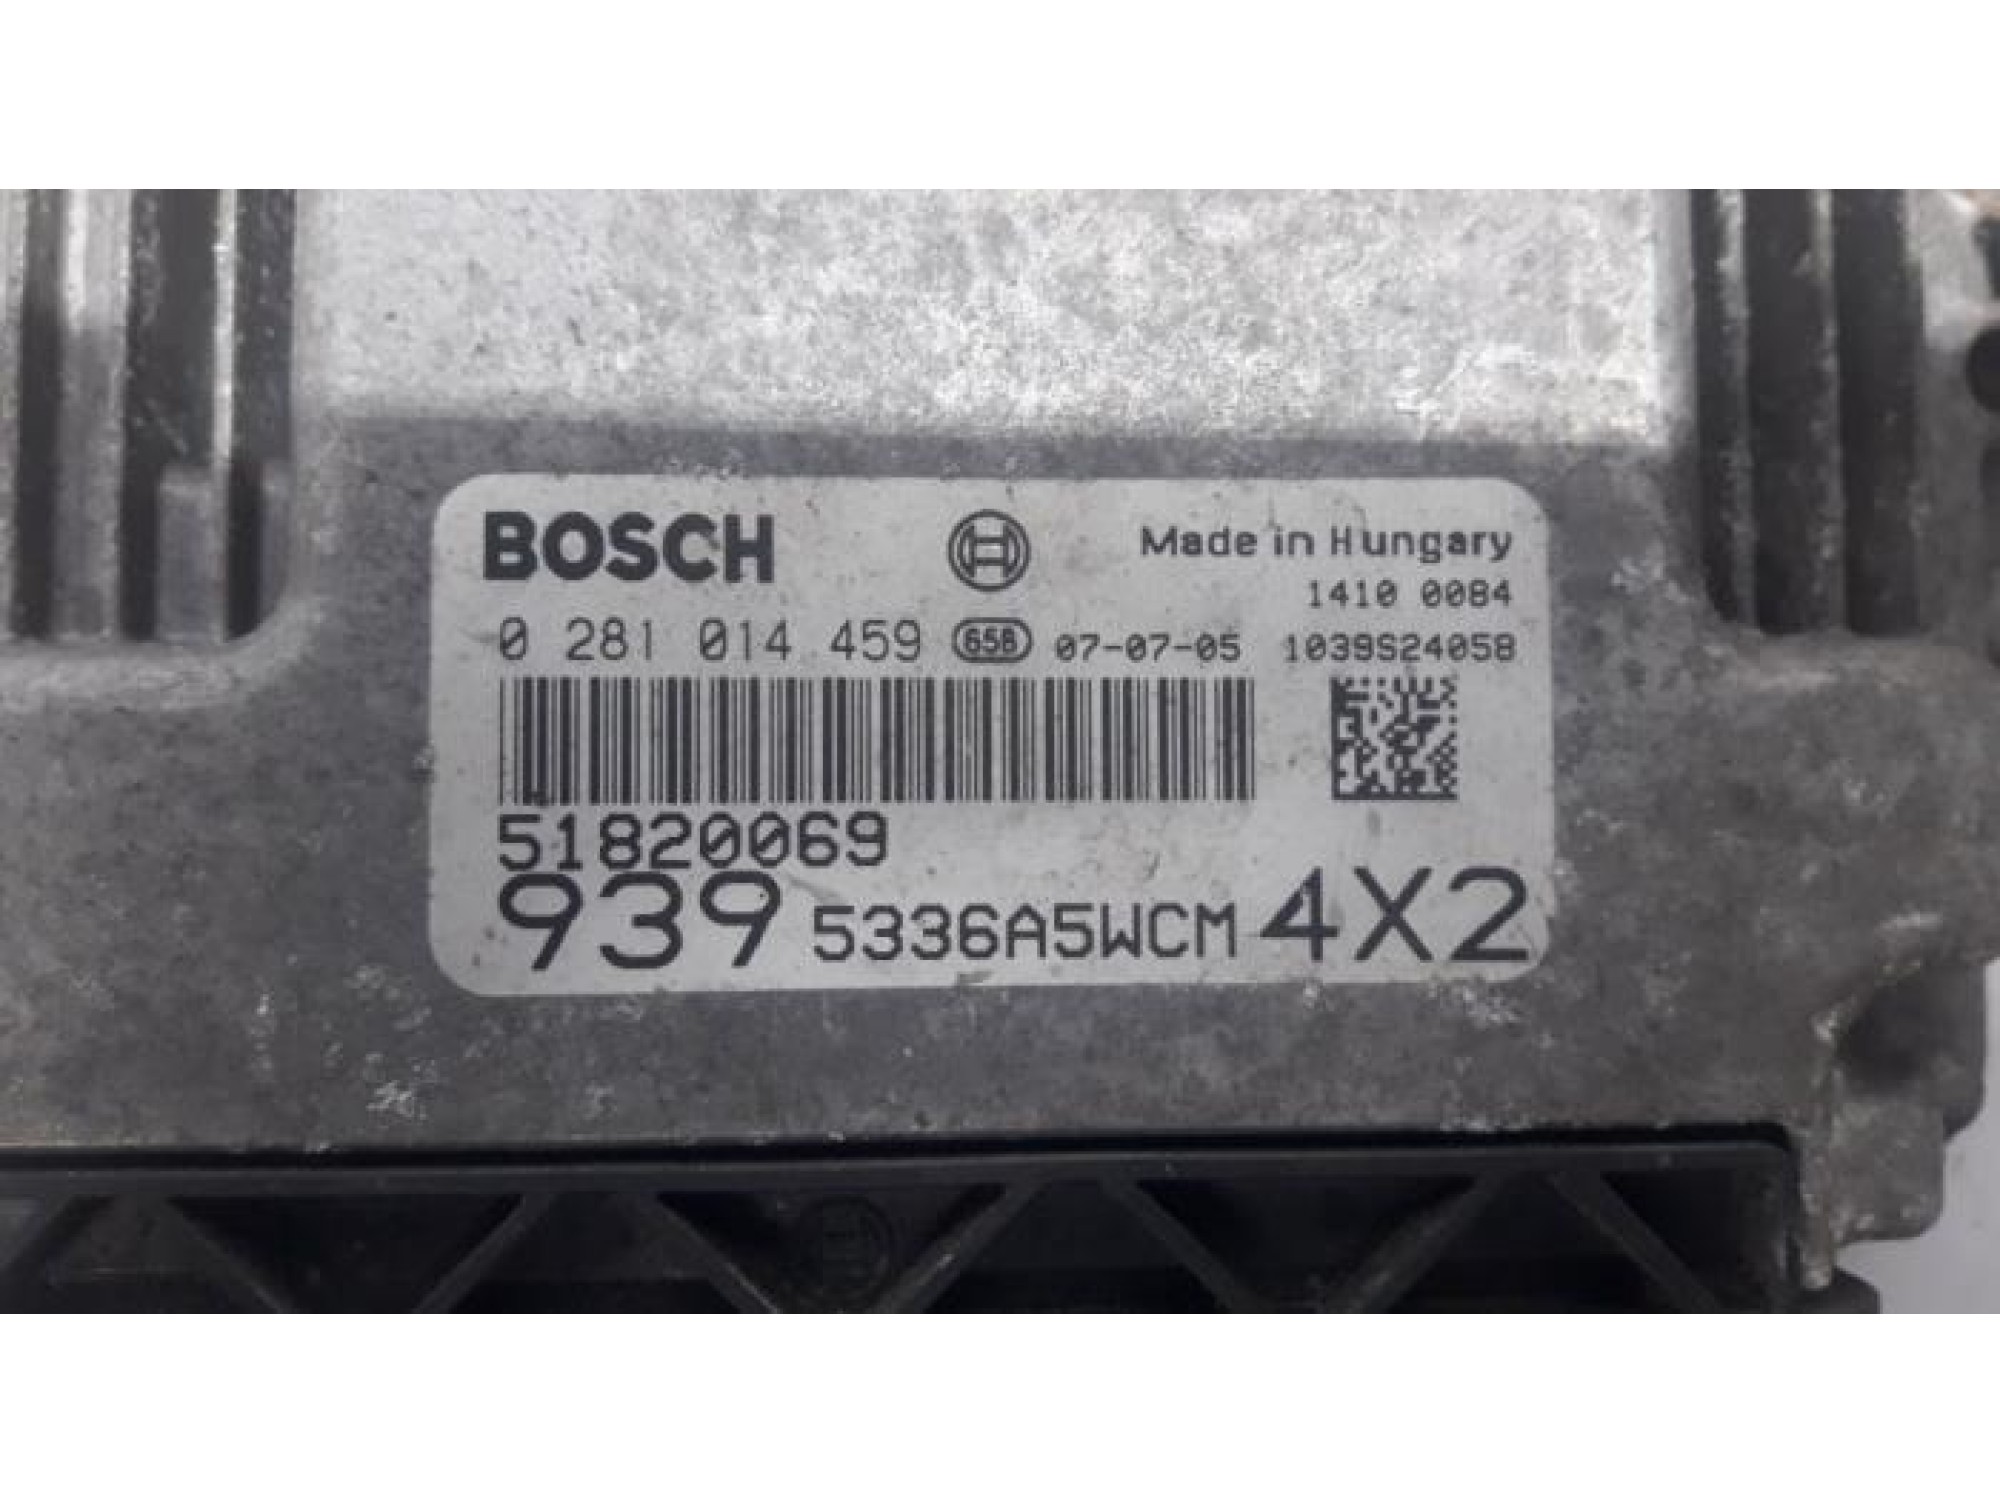 BOSCH Made in Hungary
1410 0084
0 281 014 459 658 07-07-05 1039S24058
51820069
939 5336A5WCM 4X2